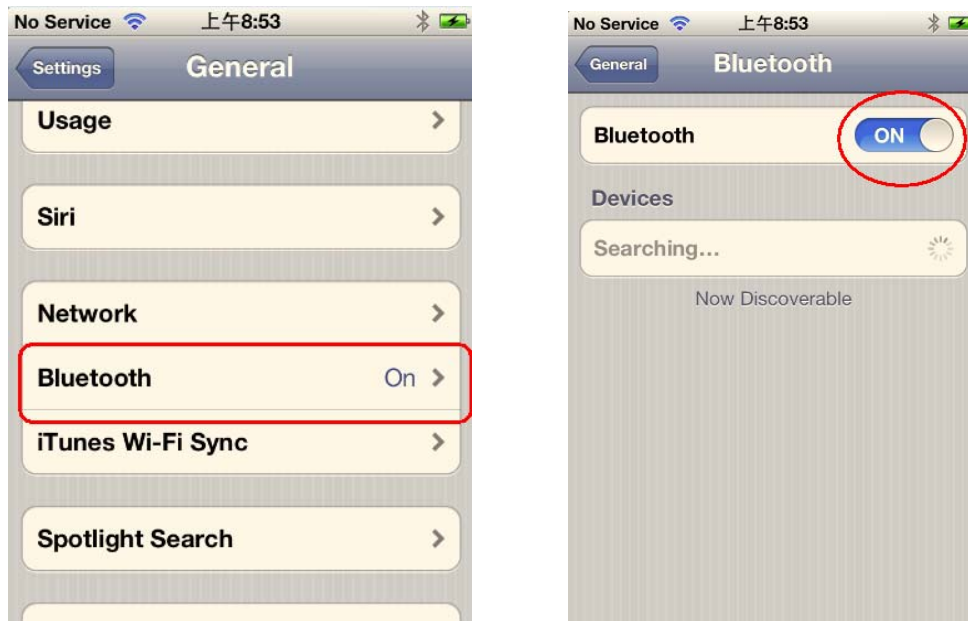 No Service 上午8:53
Settings General
Usage
Siri
Network
Bluetooth On
iTunes Wi-Fi Sync
Spotlight Search
No Service 上午8:53
General Bluetooth
Bluetooth ON
Devices
Searching...
Now Discoverable